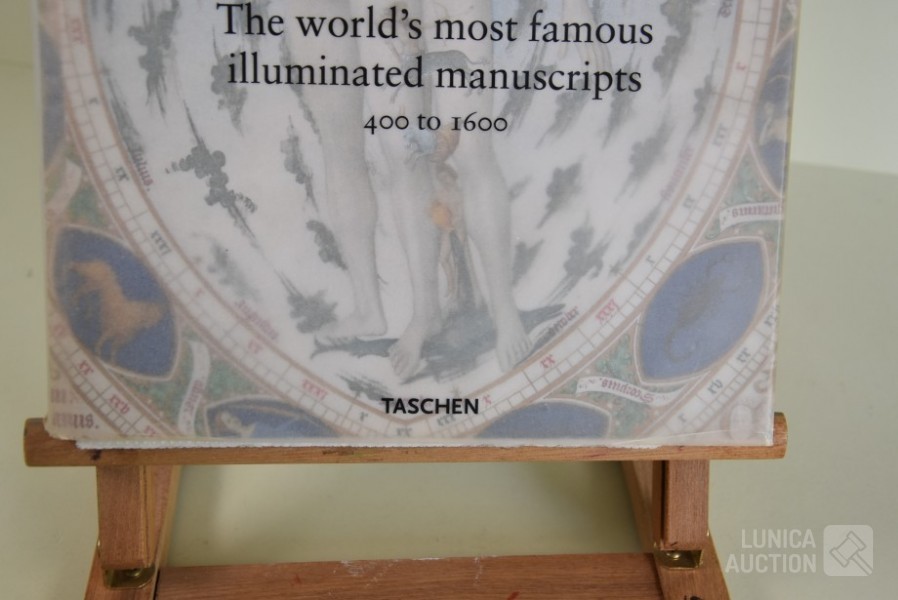 The world's most famous
illuminated manuscripts
400 to 1600
TASCHEN
LUNICA
AUCTION